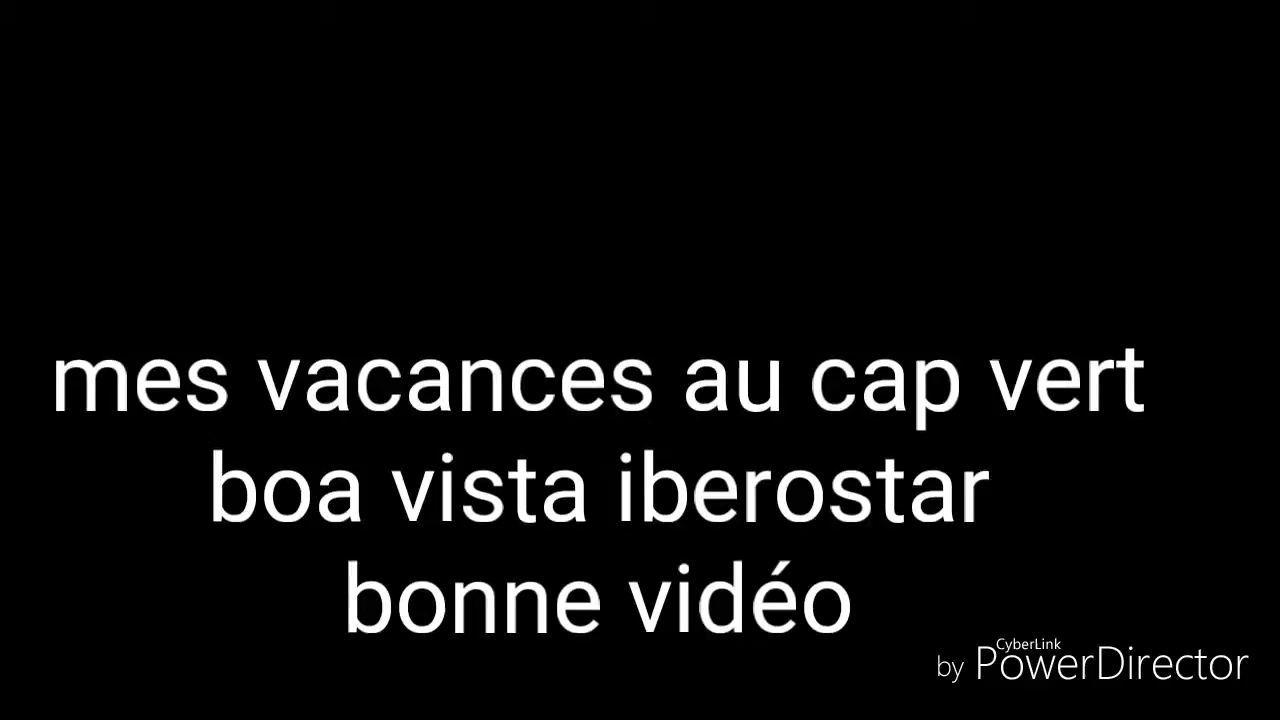 mes vacances au cap vert
boa vista iberostar
bonne vidéo
CyberLink
by PowerDirector